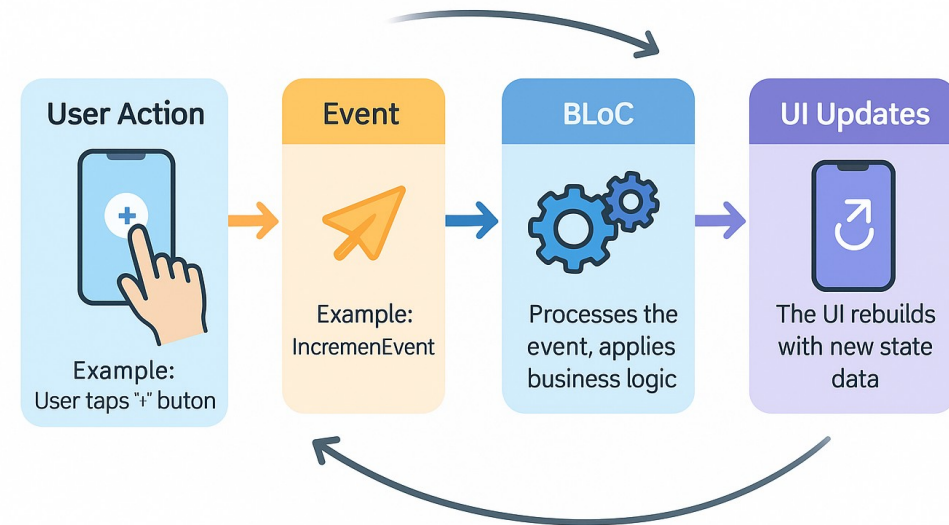 User Action
Example:
User taps "+" buton
Event
Example:
IncremenEvent
BLoC
Processes the
event, applies
business logic
UI Updates
The UI rebuilds
with new state
data